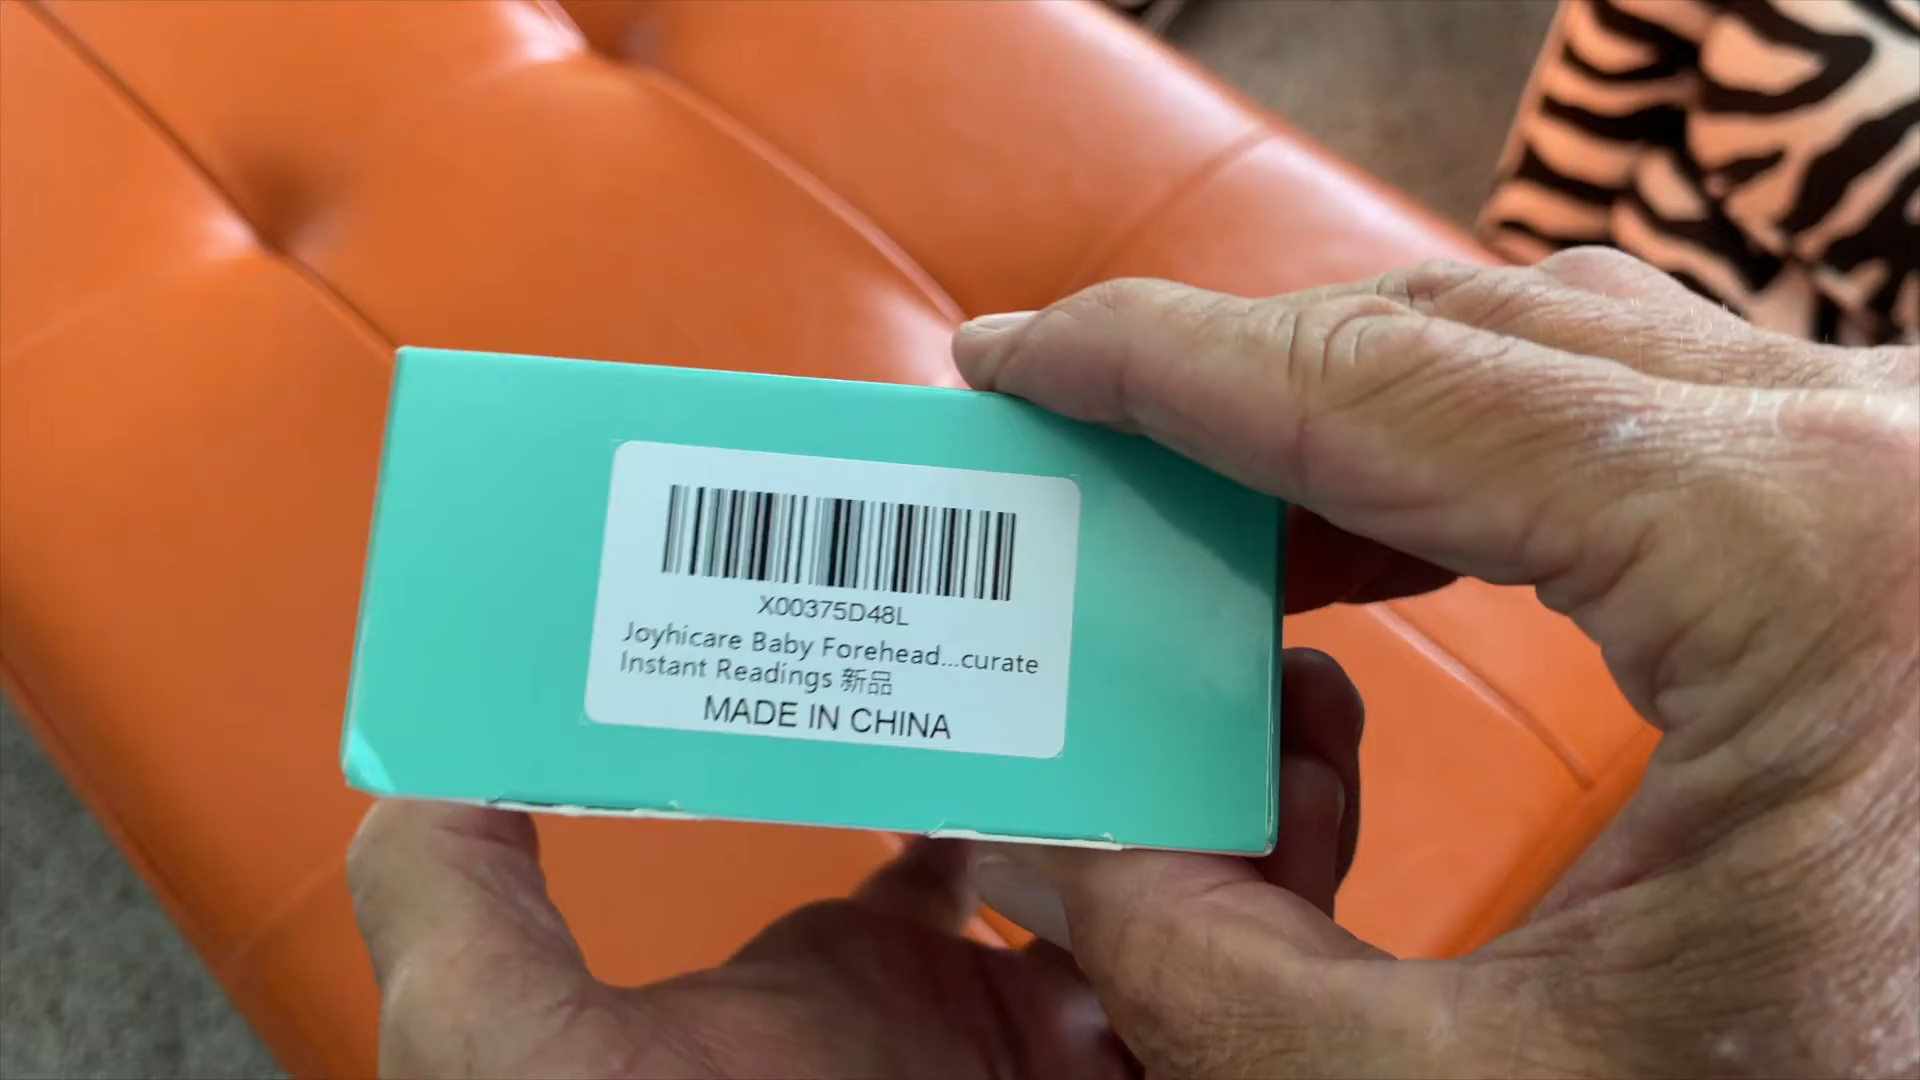 X00375D48L
Joyhicare Baby Forehead...curate
Instant Readings 新品
MADE IN CHINA